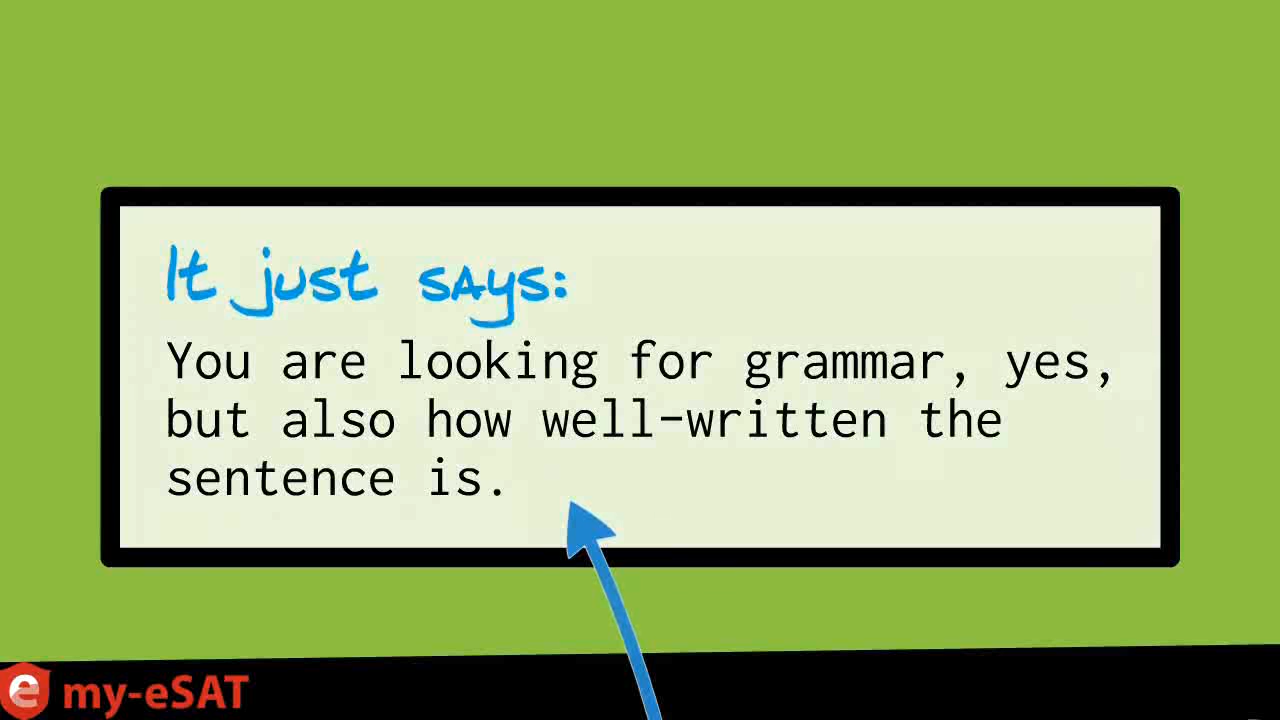 It just says:
You are looking for grammar, yes,
but also how well-written the
sentence is.
e my-eSAT